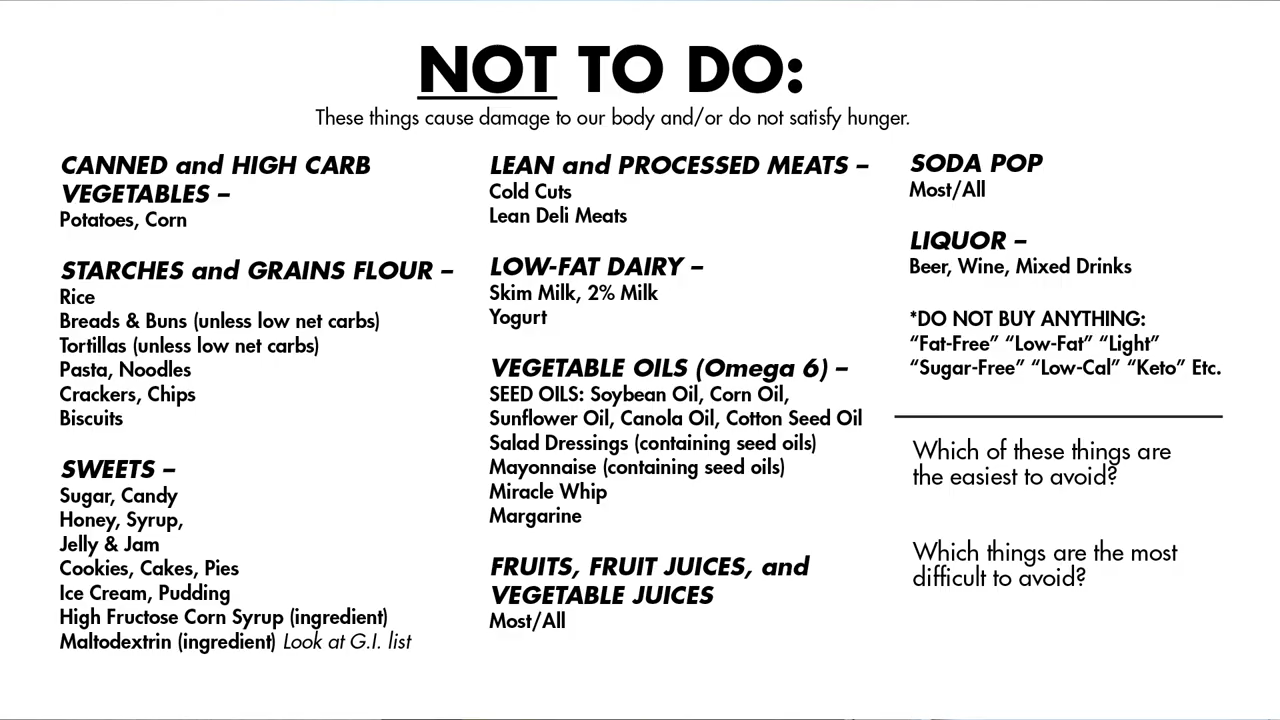 NOT TO DO:
These things cause damage to our body and/or do not satisfy hunger.
CANNED and HIGH CARB
VEGETABLES –
Potatoes, Corn
STARCHES and GRAINS FLOUR –
Rice
Breads & Buns (unless low net carbs)
Tortillas (unless low net carbs)
Pasta, Noodles
Crackers, Chips
Biscuits
SWEETS –
Sugar, Candy
Honey, Syrup,
Jelly & Jam
Cookies, Cakes, Pies
Ice Cream, Pudding
High Fructose Corn Syrup (ingredient)
Maltodextrin (ingredient) Look at G.I. list
LEAN and PROCESSED MEATS –
Cold Cuts
Lean Deli Meats
LOW-FAT DAIRY –
Skim Milk, 2% Milk
Yogurt
VEGETABLE OILS (Omega 6) –
SEED OILS: Soybean Oil, Corn Oil,
Sunflower Oil, Canola Oil, Cotton Seed Oil
Salad Dressings (containing seed oils)
Mayonnaise (containing seed oils)
Miracle Whip
Margarine
FRUITS, FRUIT JUICES, and
VEGETABLE JUICES
Most/All
SODA POP
Most/All
LIQUOR –
Beer, Wine, Mixed Drinks
*DO NOT BUY ANYTHING:
“Fat-Free” “Low-Fat” “Light”
“Sugar-Free” “Low-Cal” “Keto” Etc.
Which of these things are
the easiest to avoid?
Which things are the most
difficult to avoid?